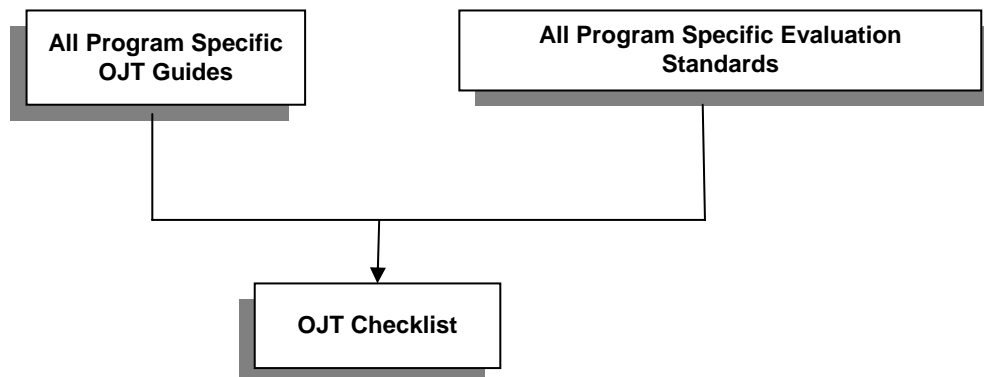 All Program Specific
OJT Guides
All Program Specific Evaluation
Standards
OJT Checklist